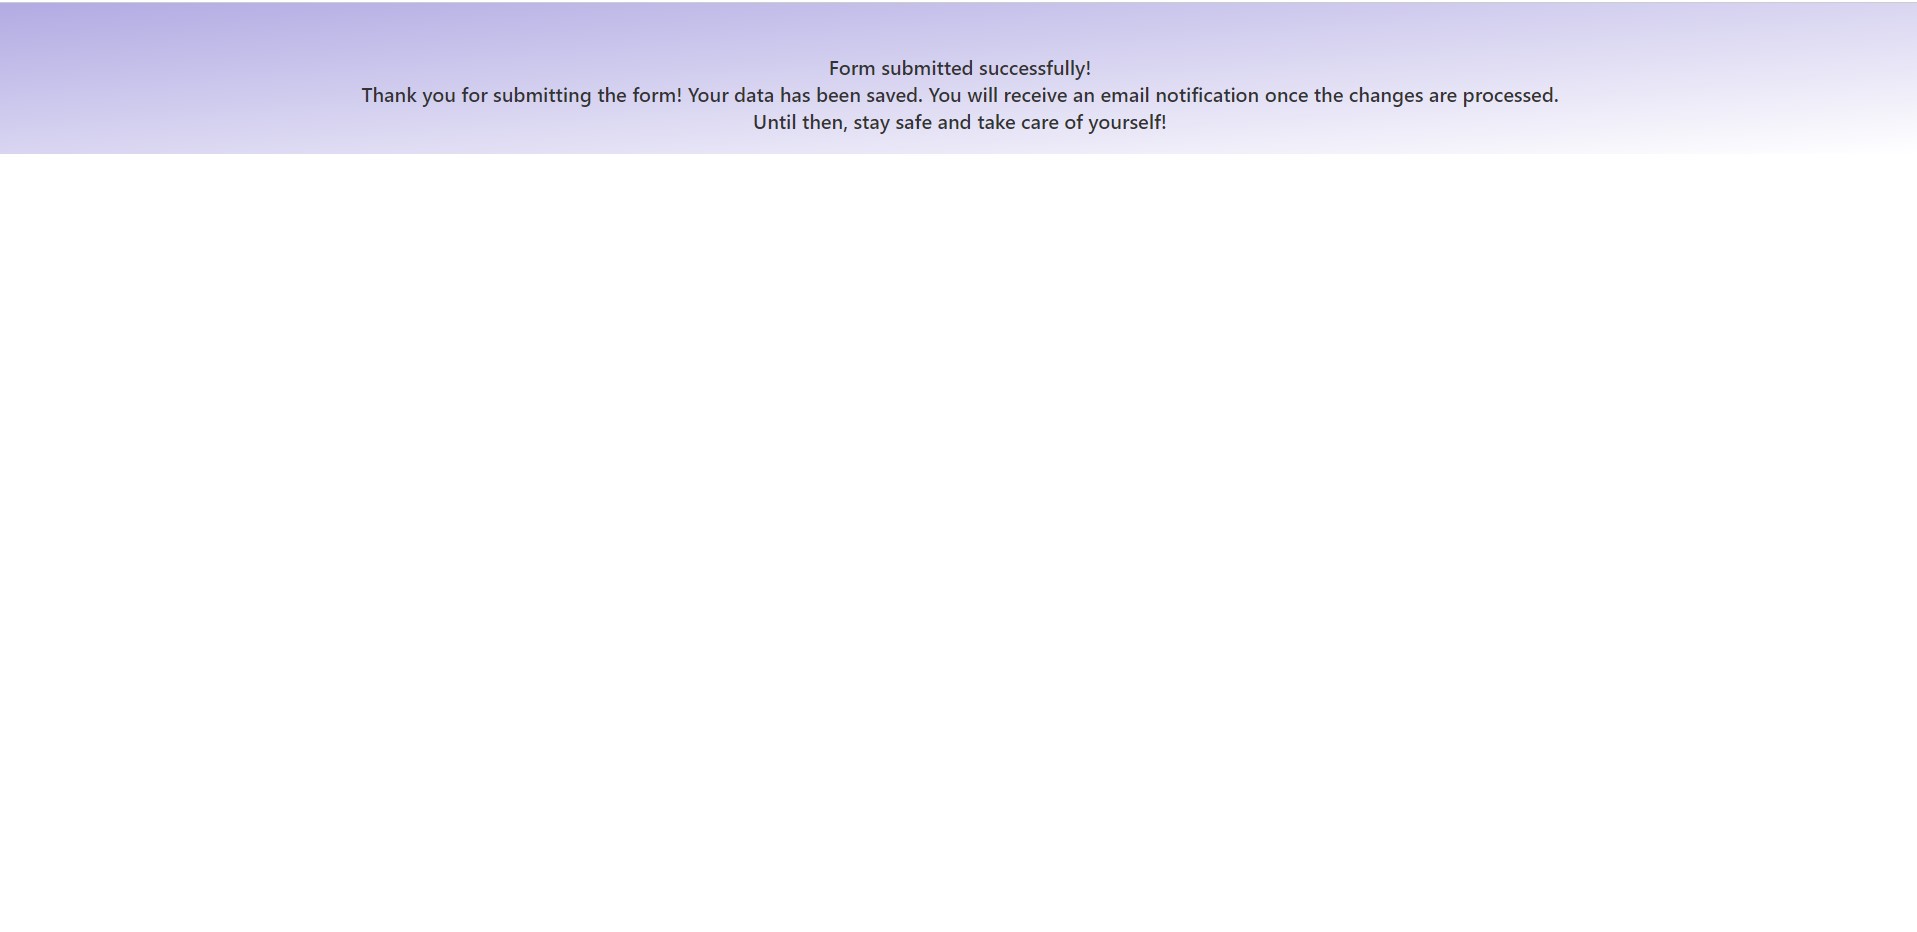 Form submitted successfully!
Thank you for submitting the form! Your data has been saved. You will receive an email notification once the changes are processed.
Until then, stay safe and take care of yourself!